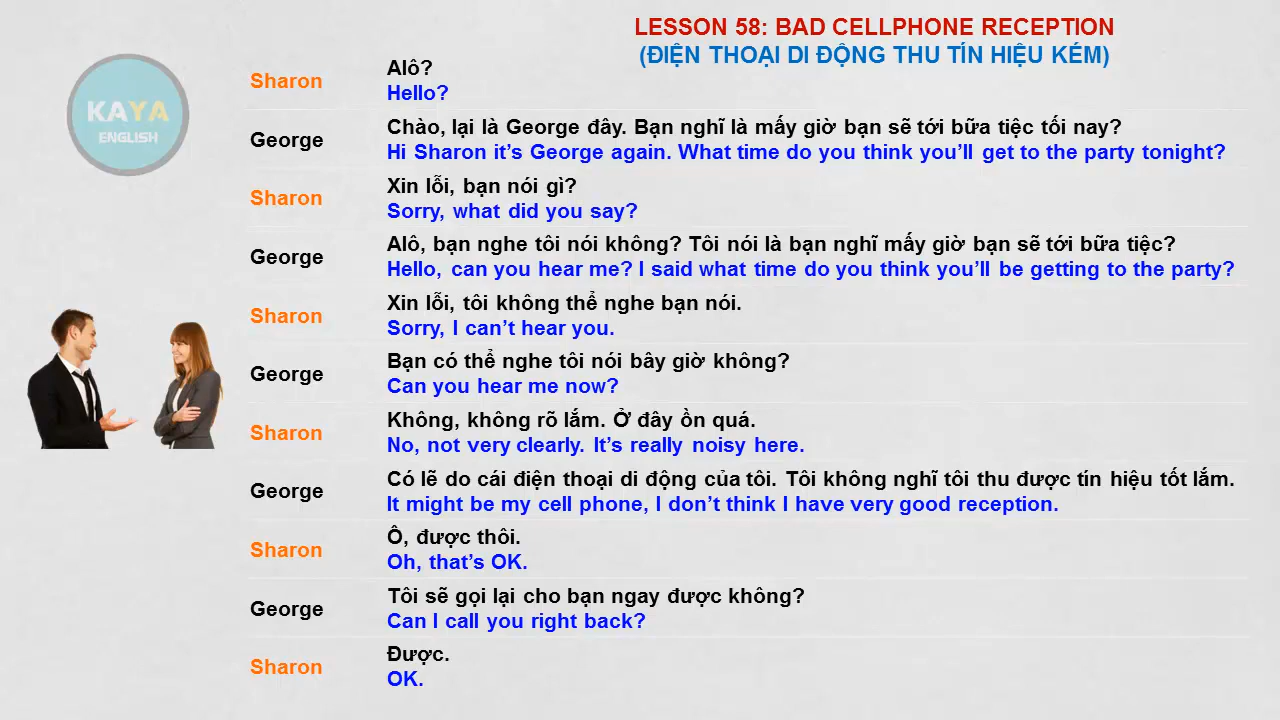 LESSON 58: BAD CELLPHONE RECEPTION
(ĐIỆN THOẠI DI ĐỘNG THU TÍN HIỆU KÉM)
KAYA
ENGLISH
Sharon
Alô?
Hello?
George
Chào, lại là George đây. Bạn nghĩ là mấy giờ bạn sẽ tới bữa tiệc tối nay?
Hi Sharon it's George again. What time do you think you'll get to the party tonight?
Sharon
Xin lỗi, bạn nói gì?
Sorry, what did you say?
George
Alô, bạn nghe tôi nói không? Tôi nói là bạn nghĩ mấy giờ bạn sẽ tới bữa tiệc?
Hello, can you hear me? I said what time do you think you'll be getting to the party?
Sharon
Xin lỗi, tôi không thể nghe bạn nói.
Sorry, I can't hear you.
George
Bạn có thể nghe tôi nói bây giờ không?
Can you hear me now?
Sharon
Không, không rõ lắm. Ở đây ồn quá.
No, not very clearly. It's really noisy here.
George
Có lẽ do cái điện thoại di động của tôi. Tôi không nghĩ tôi thu được tín hiệu tốt lắm.
It might be my cell phone, I don't think I have very good reception.
Sharon
Ô, được thôi.
Oh, that's OK.
George
Tôi sẽ gọi lại cho bạn ngay được không?
Can I call you right back?
Sharon
Được.
OK.